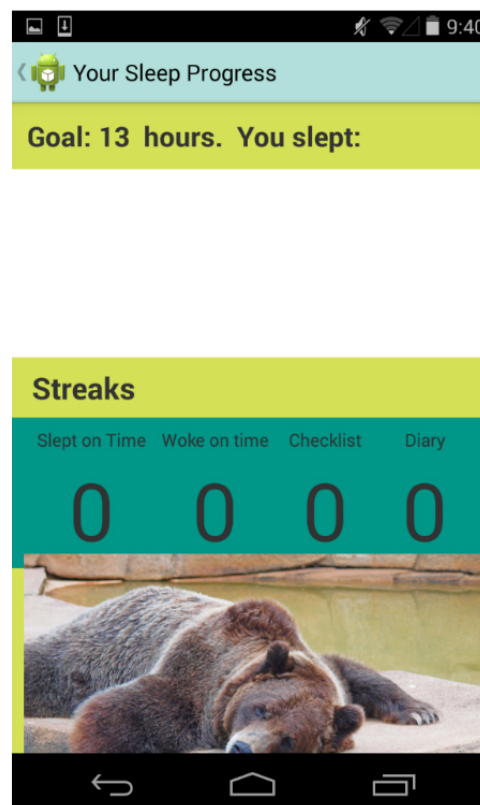 9:40
Your Sleep Progress
Goal: 13 hours. You slept:
Streaks
Slept on Time Woke on time Checklist Diary
0 0 0 0